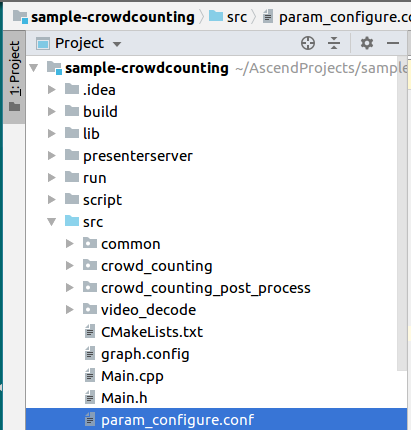 sample-crowdcounting src param_configure.co
Project
1: Project
sample-crowdcounting ~/AscendProjects/sample
.idea
build
lib
presenterserver
run
script
src
common
crowd_counting
crowd_counting_post_process
video_decode
CMakeLists.txt
graph.config
Main.cpp
Main.h
param_configure.conf